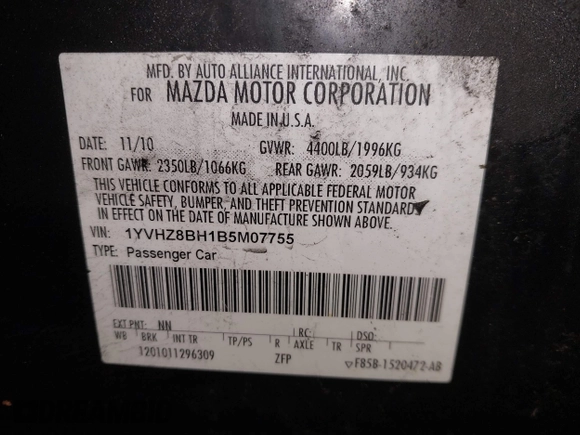 MFD. BY AUTO ALLIANCE INTERNATIONAL, INC.
FOR MAZDA MOTOR CORPORATION
MADE IN U.S.A.
DATE: 11/10 GVWR: 4400LB/1996KG
FRONT GAWR: 2350LB/1066KG REAR GAWR: 2059LB/934KG
THIS VEHICLE CONFORMS TO ALL APPLICABLE FEDERAL MOTOR
VEHICLE SAFETY, BUMPER, AND THEFT PREVENTION STANDARDS
IN EFFECT ON THE DATE OF MANUFACTURE SHOWN ABOVE.
VIN: 1YVHZ8BH1B5M07755
TYPE: Passenger Car
EXT PNT: NN RC: DSO:
WB BRK INT TR TP/PS R AXLE TR SPR
1201011296309 ZFP F85B-1520472-AB